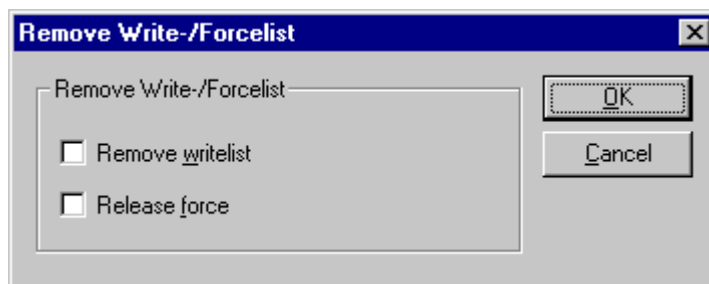 Remove Write-/Forcelist
Remove Write-/Forcelist
Remove writelist
Release force
OK
Cancel